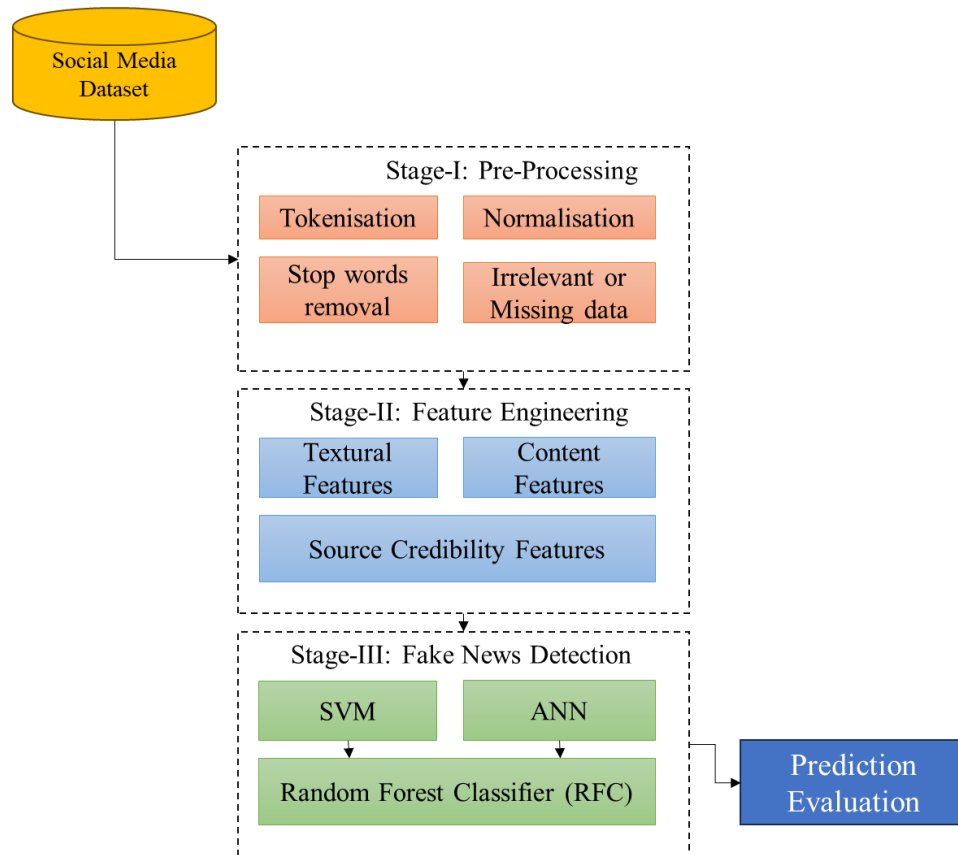 Social Media
Dataset
Stage-I: Pre-Processing
Tokenisation
Normalisation
Stop words
removal
Irrelevant or
Missing data
Stage-II: Feature Engineering
Textural
Features
Content
Features
Source Credibility Features
Stage-III: Fake News Detection
SVM
ANN
Random Forest Classifier (RFC)
Prediction
Evaluation